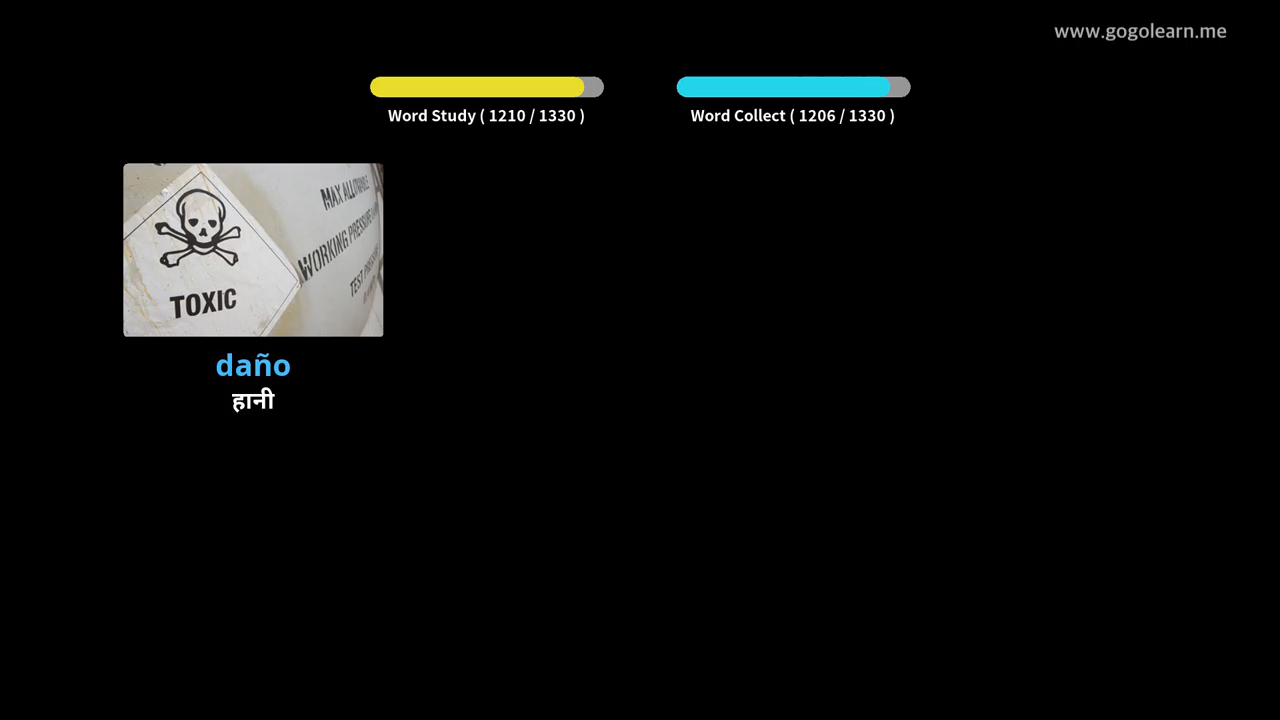 www.gogolearn.me
Word Study ( 1210 / 1330 )
Word Collect ( 1206 / 1330 )
MAX ALLOWABLE
WORKING PRESSURE
TEST
TOXIC
daño
हानी